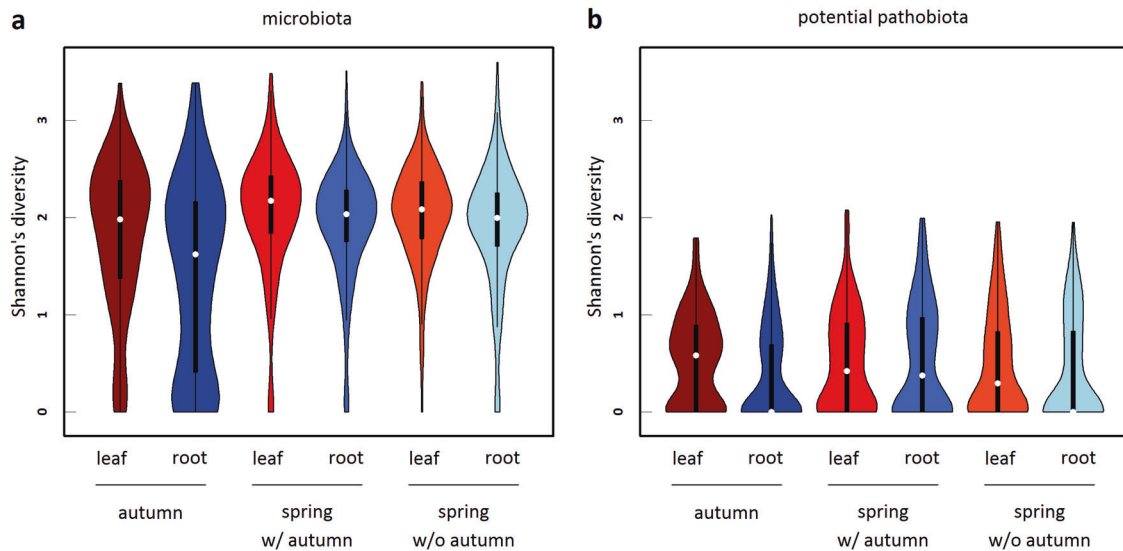 a
microbiota
Shannon's diversity
3
2
1
0
leaf root leaf root leaf root
autumn spring spring
w/ autumn w/o autumn
b
potential pathobiota
Shannon's diversity
3
2
1
0
leaf root leaf root leaf root
autumn spring spring
w/ autumn w/o autumn